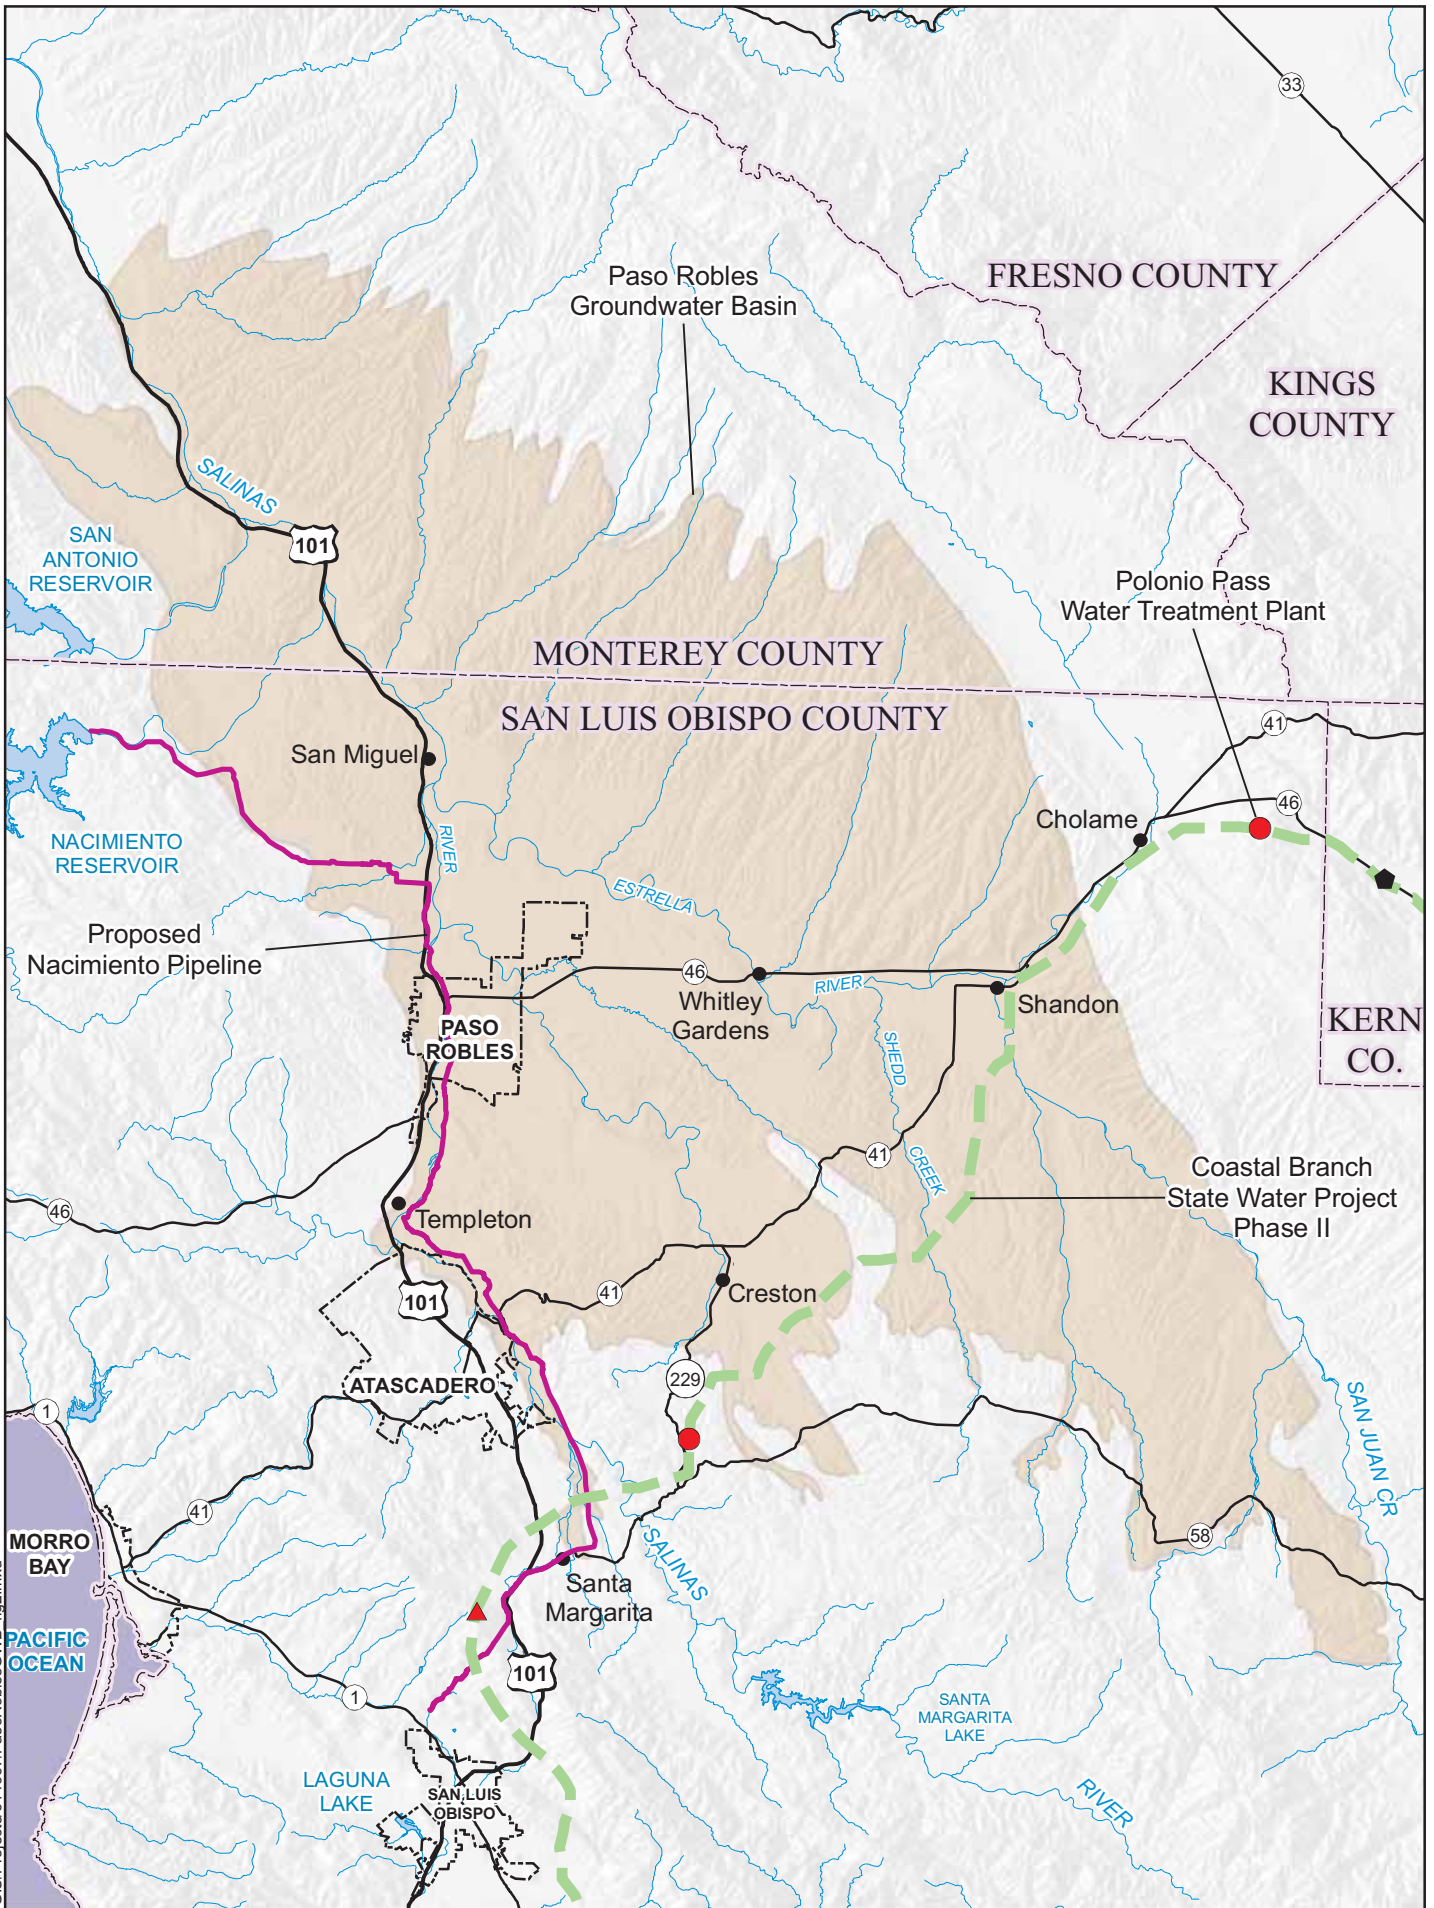 33
FRESNO COUNTY
Paso Robles
Groundwater Basin
KINGS
COUNTY
SALINAS
SAN
ANTONIO
RESERVOIR
101
Polonio Pass
Water Treatment Plant
MONTEREY COUNTY
SAN LUIS OBISPO COUNTY
41
San Miguel
46
Cholame
NACIMIENTO
RESERVOIR
RIVER
ESTRELLA
Proposed
Nacimiento Pipeline
46
Whitley
Gardens
RIVER
Shandon
PASO
ROBLES
KERN
CO.
SHEDD
CREEK
41
Coastal Branch
State Water Project
Phase II
46
Templeton
101
41
Creston
229
ATASCADERO
1
SAN JUAN CR
41
MORRO
BAY
58
SALINAS
Santa
Margarita
PACIFIC
OCEAN
101
1
SANTA
MARGARITA
LAKE
LAGUNA
LAKE
SAN LUIS
OBISPO
RIVER